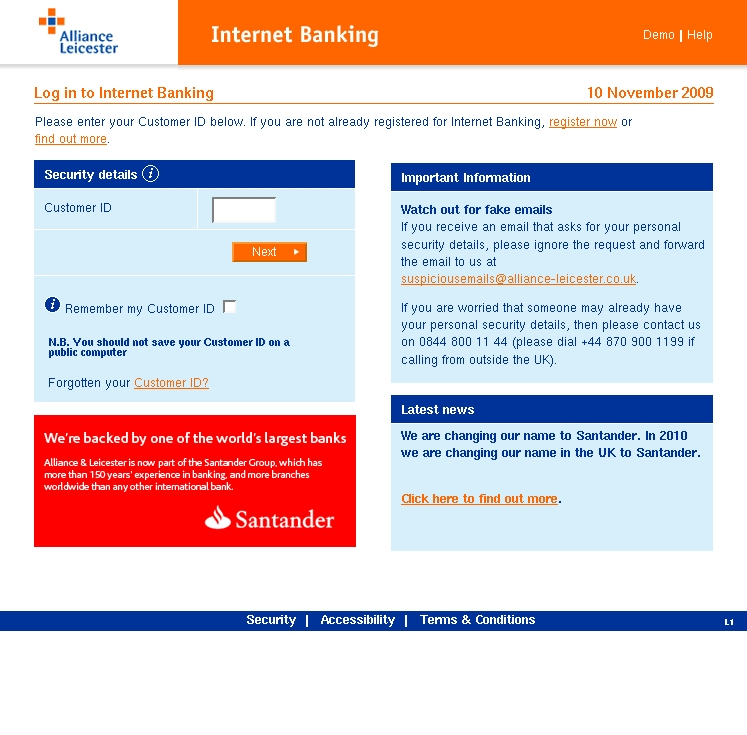 Alliance
Leicester
Internet Banking
Demo | Help
Log in to Internet Banking
10 November 2009
Please enter your Customer ID below. If you are not already registered for Internet Banking, register now or
find out more.
Security details i
Customer ID
Next
i Remember my Customer ID
N.B. You should not save your Customer ID on a
public computer
Forgotten your Customer ID?
We're backed by one of the world's largest banks
Alliance & Leicester is now part of the Santander Group, which has
more than 150 years' experience in banking, and more branches
worldwide than any other international bank.
Santander
Important Information
Watch out for fake emails
If you receive an email that asks for your personal
security details, please ignore the request and forward
the email to us at
suspiciousemails@alliance-leicester.co.uk.
If you are worried that someone may already have
your personal security details, then please contact us
on 0844 800 11 44 (please dial +44 870 900 1199 if
calling from outside the UK).
Latest news
We are changing our name to Santander. In 2010
we are changing our name in the UK to Santander.
Click here to find out more.
Security | Accessibility | Terms & Conditions
L1